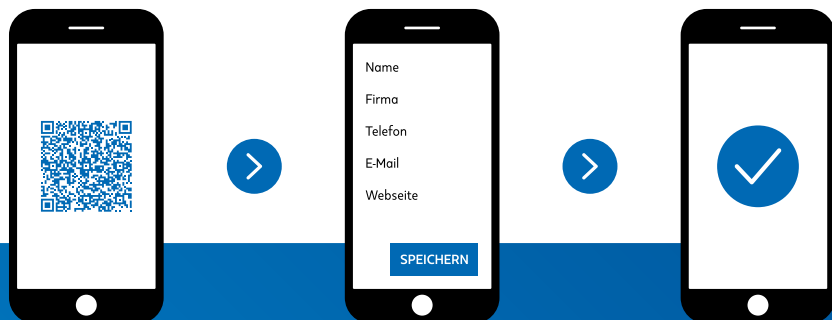 Name
Firma
Telefon
E-Mail
Webseite
SPEICHERN